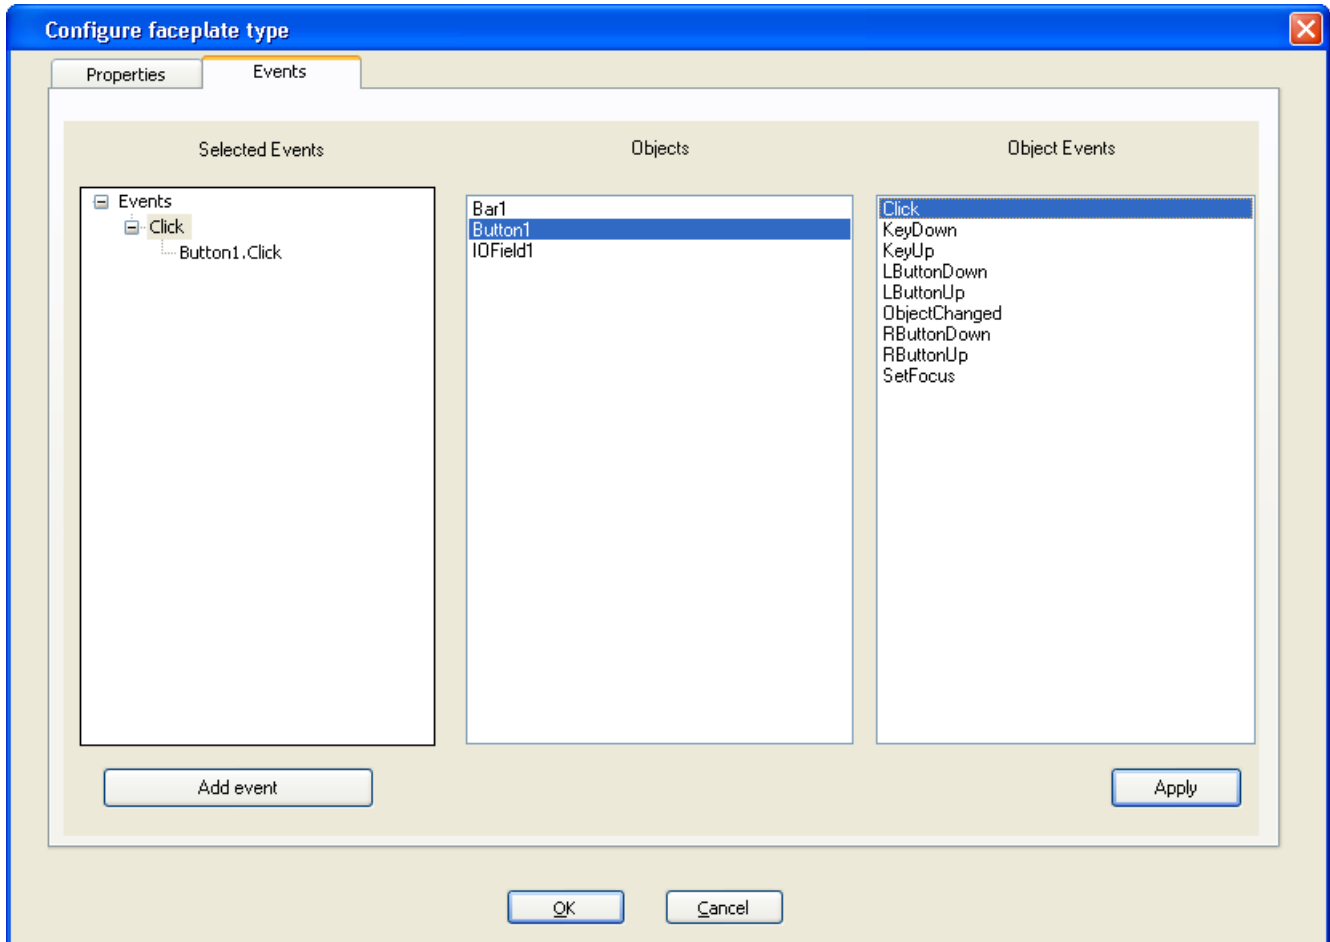 Configure faceplate type
Properties
Events
Selected Events
Objects
Object Events
Events
Click
Button1.Click
Bar1
Button1
IOField1
Click
KeyDown
KeyUp
LButtonDown
LButtonUp
ObjectChanged
RButtonDown
RButtonUp
SetFocus
Add event
Apply
OK
Cancel